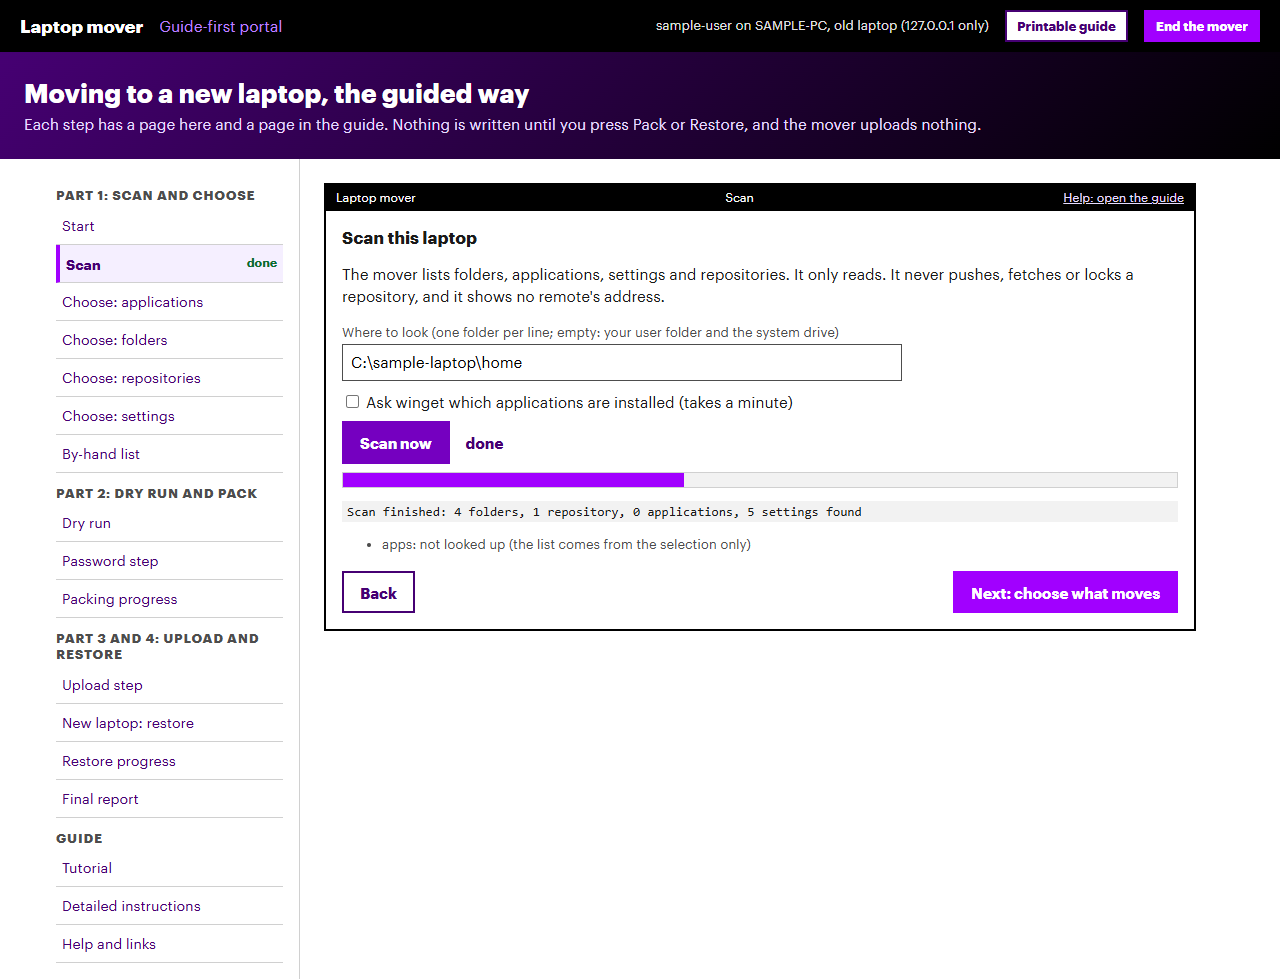 Laptop mover
Guide-first portal
sample-user on SAMPLE-PC, old laptop (127.0.0.1 only)
Printable guide
End the mover
Moving to a new laptop, the guided way
Each step has a page here and a page in the guide. Nothing is written until you press Pack or Restore, and the mover uploads nothing.
PART 1: SCAN AND CHOOSE
Start
Scan
done
Choose: applications
Choose: folders
Choose: repositories
Choose: settings
By-hand list
PART 2: DRY RUN AND PACK
Dry run
Password step
Packing progress
PART 3 AND 4: UPLOAD AND
RESTORE
Upload step
New laptop: restore
Restore progress
Final report
GUIDE
Tutorial
Detailed instructions
Help and links
Laptop mover
Scan
Help: open the guide
Scan this laptop
The mover lists folders, applications, settings and repositories. It only reads. It never pushes, fetches or locks a
repository, and it shows no remote's address.
Where to look (one folder per line; empty: your user folder and the system drive)
C:\sample-laptop\home
Ask winget which applications are installed (takes a minute)
Scan now
done
Scan finished: 4 folders, 1 repository, 0 applications, 5 settings found
• apps: not looked up (the list comes from the selection only)
Back
Next: choose what moves